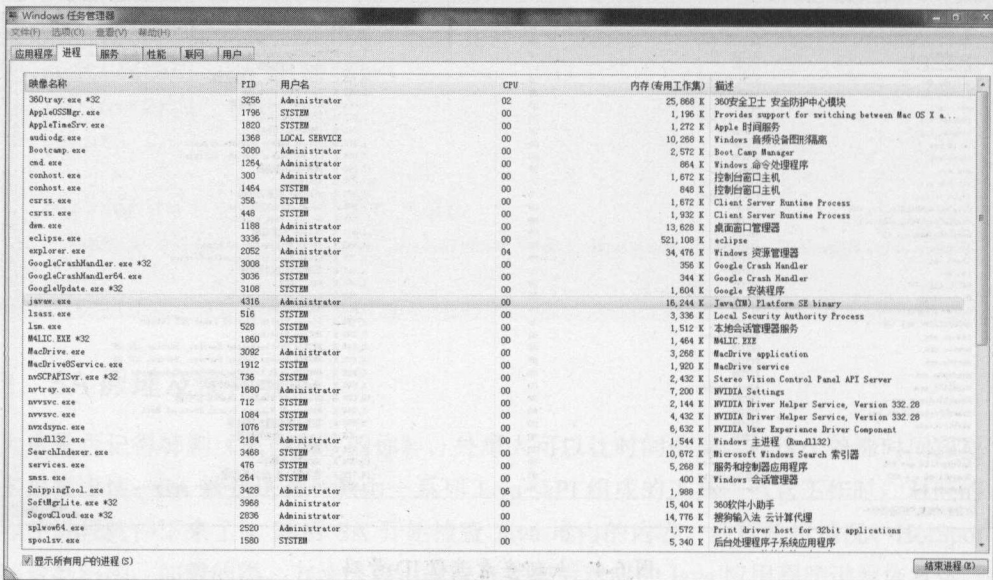 Windows 任务管理器
文件(F) 选项(O) 查看(V) 帮助(H)
应用程序 进程 服务 性能 联网 用户
映像名称 PID 用户名 CPU 内存(专用工作集) 描述
360tray.exe *32 3256 Administrator 02 25,868 K 360安全卫士 安全防护中心模块
AppleOSSMgr.exe 1796 SYSTEM 00 1,196 K Provides support for switching between Mac OS X a...
AppleTimeSrv.exe 1820 SYSTEM 00 1,272 K Apple 时间服务
audiodg.exe 1368 LOCAL SERVICE 00 10,268 K Windows 音频设备图形隔离
Bootcamp.exe 3080 Administrator 00 2,572 K Boot Camp Manager
cmd.exe 1264 Administrator 00 864 K Windows 命令处理程序
conhost.exe 300 Administrator 00 1,672 K 控制台窗口主机
conhost.exe 1464 SYSTEM 00 848 K 控制台窗口主机
csrss.exe 356 SYSTEM 00 1,672 K Client Server Runtime Process
csrss.exe 448 SYSTEM 00 1,932 K Client Server Runtime Process
dwm.exe 1188 Administrator 00 13,628 K 桌面窗口管理器
eclipse.exe 3336 Administrator 00 521,108 K eclipse
explorer.exe 2052 Administrator 04 34,476 K Windows 资源管理器
GoogleCrashHandler.exe *32 3008 SYSTEM 00 356 K Google Crash Handler
GoogleCrashHandler64.exe 3036 SYSTEM 00 344 K Google Crash Handler
GoogleUpdate.exe *32 3108 SYSTEM 00 1,604 K Google 安装程序
javaw.exe 4316 Administrator 00 16,244 K Java(TM) Platform SE binary
lsass.exe 516 SYSTEM 00 3,336 K Local Security Authority Process
lsm.exe 528 SYSTEM 00 1,512 K 本地会话管理器服务
M4LIC.EXE *32 1860 SYSTEM 00 1,464 K M4LIC.EXE
MacDrive.exe 3092 Administrator 00 3,268 K MacDrive application
MacDrive8Service.exe 1912 SYSTEM 00 1,920 K MacDrive service
nvSCPAPISvr.exe *32 736 SYSTEM 00 2,432 K Stereo Vision Control Panel API Server
nvtray.exe 1680 Administrator 00 7,200 K NVIDIA Settings
nvvsvc.exe 712 SYSTEM 00 2,144 K NVIDIA Driver Helper Service, Version 332.28
nvvsvc.exe 1084 SYSTEM 00 4,432 K NVIDIA Driver Helper Service, Version 332.28
nvxdsync.exe 1076 SYSTEM 00 6,632 K NVIDIA User Experience Driver Component
rundll32.exe 2184 Administrator 00 1,544 K Windows 主进程 (Rundll32)
SearchIndexer.exe 3468 SYSTEM 00 10,672 K Microsoft Windows Search 索引器
services.exe 476 SYSTEM 00 5,268 K 服务和控制器应用程序
smss.exe 264 SYSTEM 00 400 K Windows 会话管理器
SnippingTool.exe 3428 Administrator 00 1,988 K
SoftMgrLite.exe *32 3968 Administrator 00 15,404 K 360软件小助手
SogouCloud.exe *32 2036 Administrator 00 14,776 K 搜狗输入法 云计算代理
splwow64.exe 2520 Administrator 00 1,572 K Print driver host for 32bit applications
spoolsv.exe 1580 SYSTEM 00 5,340 K 后台处理程序子系统应用程序
显示所有用户的进程(S) 结束进程(E)